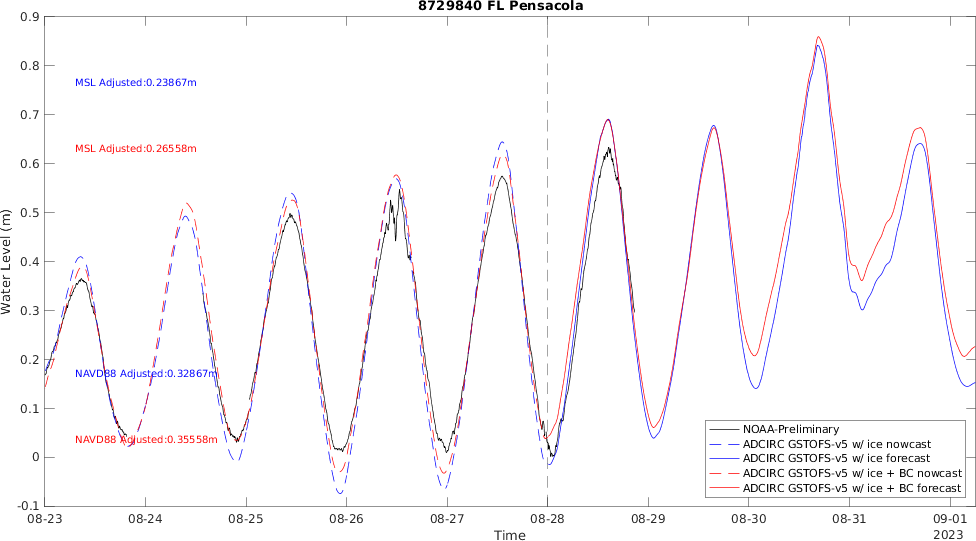 8729840 FL Pensacola
0.9
0.8
0.7
0.6
0.5
0.4
0.3
0.2
0.1
0
-0.1
Water Level (m)
MSL Adjusted:0.23867m
MSL Adjusted:0.26558m
NAVD88 Adjusted:0.32867m
NAVD88 Adjusted:0.35558m
NOAA-Preliminary
ADCIRC GSTOFS-v5 w/ ice nowcast
ADCIRC GSTOFS-v5 w/ ice forecast
ADCIRC GSTOFS-v5 w/ice + BC nowcast
ADCIRC GSTOFS-v5 w/ice + BC forecast
08-23 08-24 08-25 08-26 08-27 08-28 08-29 08-30 08-31 09-01
2023
Time